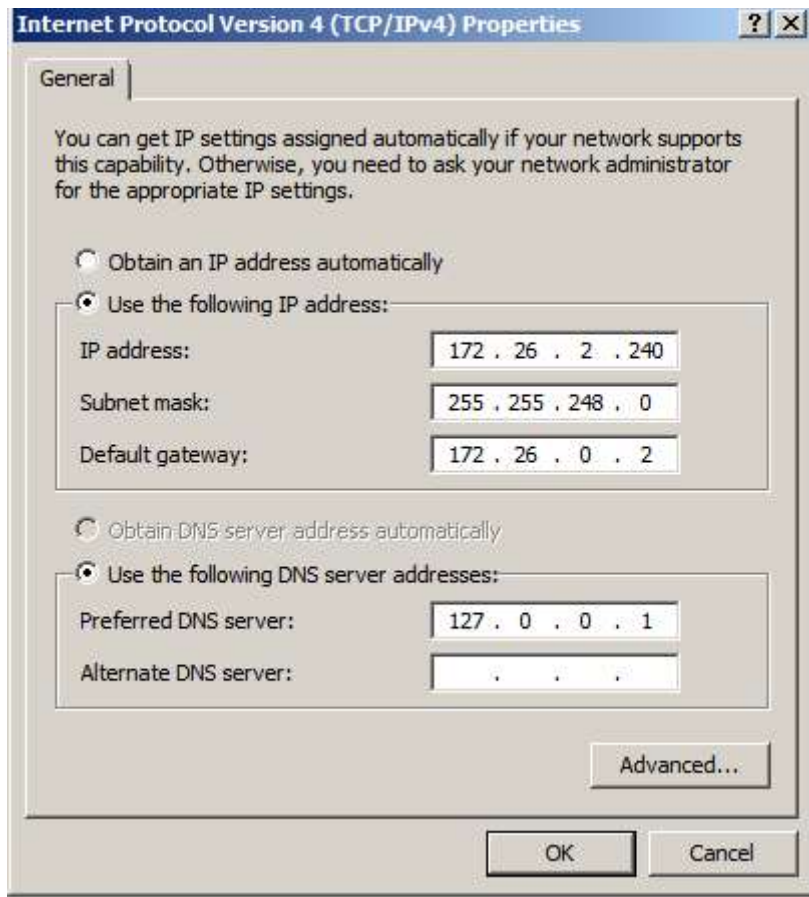 Internet Protocol Version 4 (TCP/IPv4) Properties
General
You can get IP settings assigned automatically if your network supports
this capability. Otherwise, you need to ask your network administrator
for the appropriate IP settings.
Obtain an IP address automatically
Use the following IP address:
IP address: 172 . 26 . 2 . 240
Subnet mask: 255 . 255 . 248 . 0
Default gateway: 172 . 26 . 0 . 2
Obtain DNS server address automatically
Use the following DNS server addresses:
Preferred DNS server: 127 . 0 . 0 . 1
Alternate DNS server: . . .
Advanced...
OK Cancel